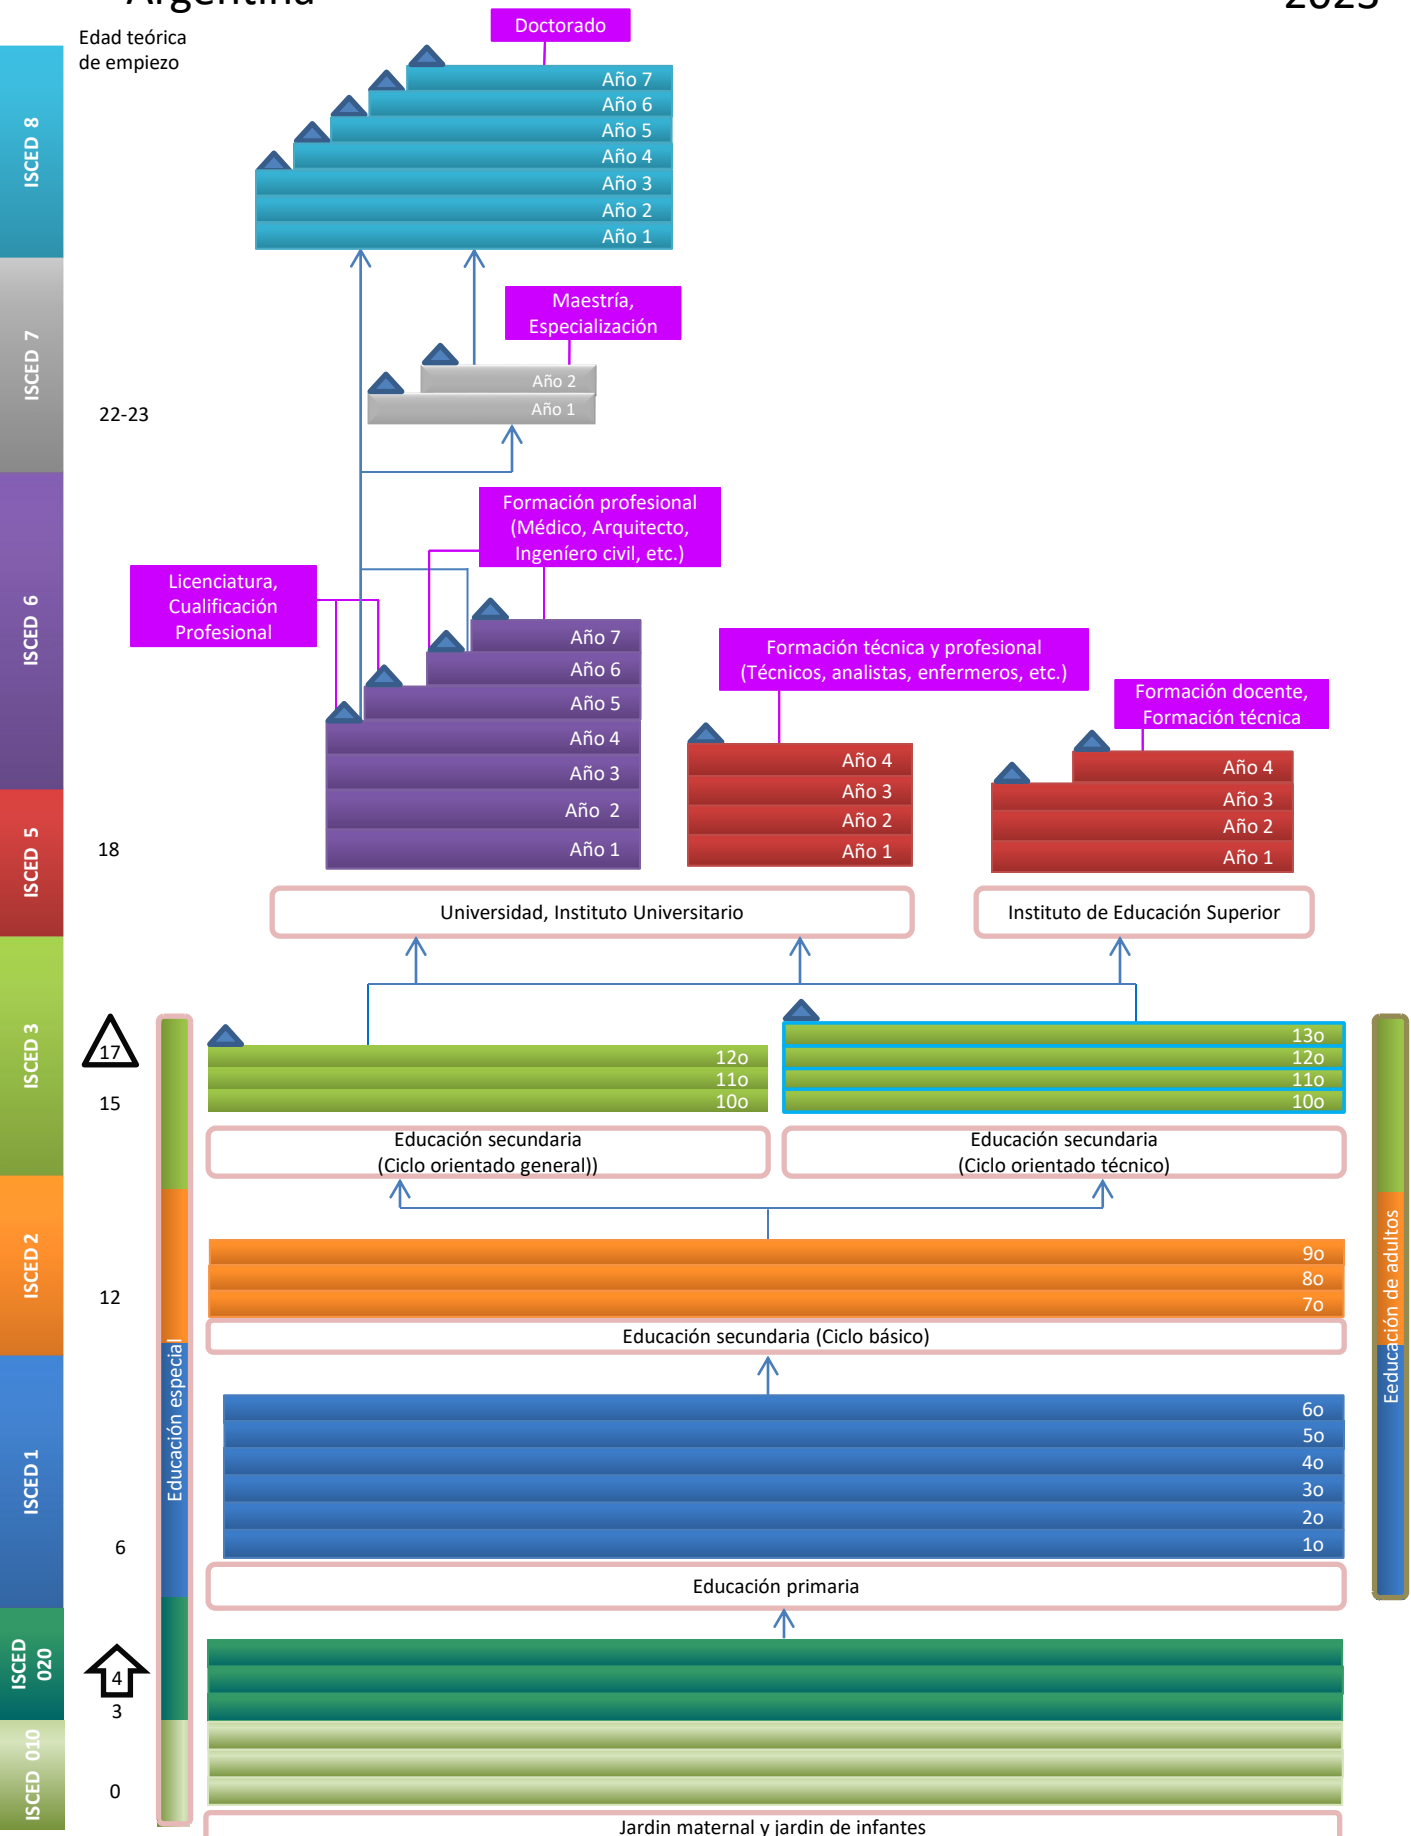 Argentina
2023
Edad teórica
de empiezo
Doctorado
ISCED 8
Año 7
Año 6
Año 5
Año 4
Año 3
Año 2
Año 1
ISCED 7
Maestría,
Especialización
Año 2
Año 1
22-23
ISCED 6
Formación profesional
(Médico, Arquitecto,
Ingeníero civil, etc.)
Licenciatura,
Cualificación
Profesional
Año 7
Año 6
Año 5
Año 4
Año 3
Año 2
Año 1
Formación técnica y profesional
(Técnicos, analistas, enfermeros, etc.)
Año 4
Año 3
Año 2
Año 1
Formación docente,
Formación técnica
Año 4
Año 3
Año 2
Año 1
ISCED 5
18
Universidad, Instituto Universitario
Instituto de Educación Superior
ISCED 3
17
15
12o
11o
10o
13o
12o
11o
10o
Educación secundaria
(Ciclo orientado general))
Educación secundaria
(Ciclo orientado técnico)
ISCED 2
12
9o
8o
7o
Educación secundaria (Ciclo básico)
Educación especial
Eeducación de adultos
ISCED 1
6
6o
5o
4o
3o
2o
1o
Educación primaria
ISCED
020
4
3
ISCED 010
0
Jardin maternal y jardin de infantes